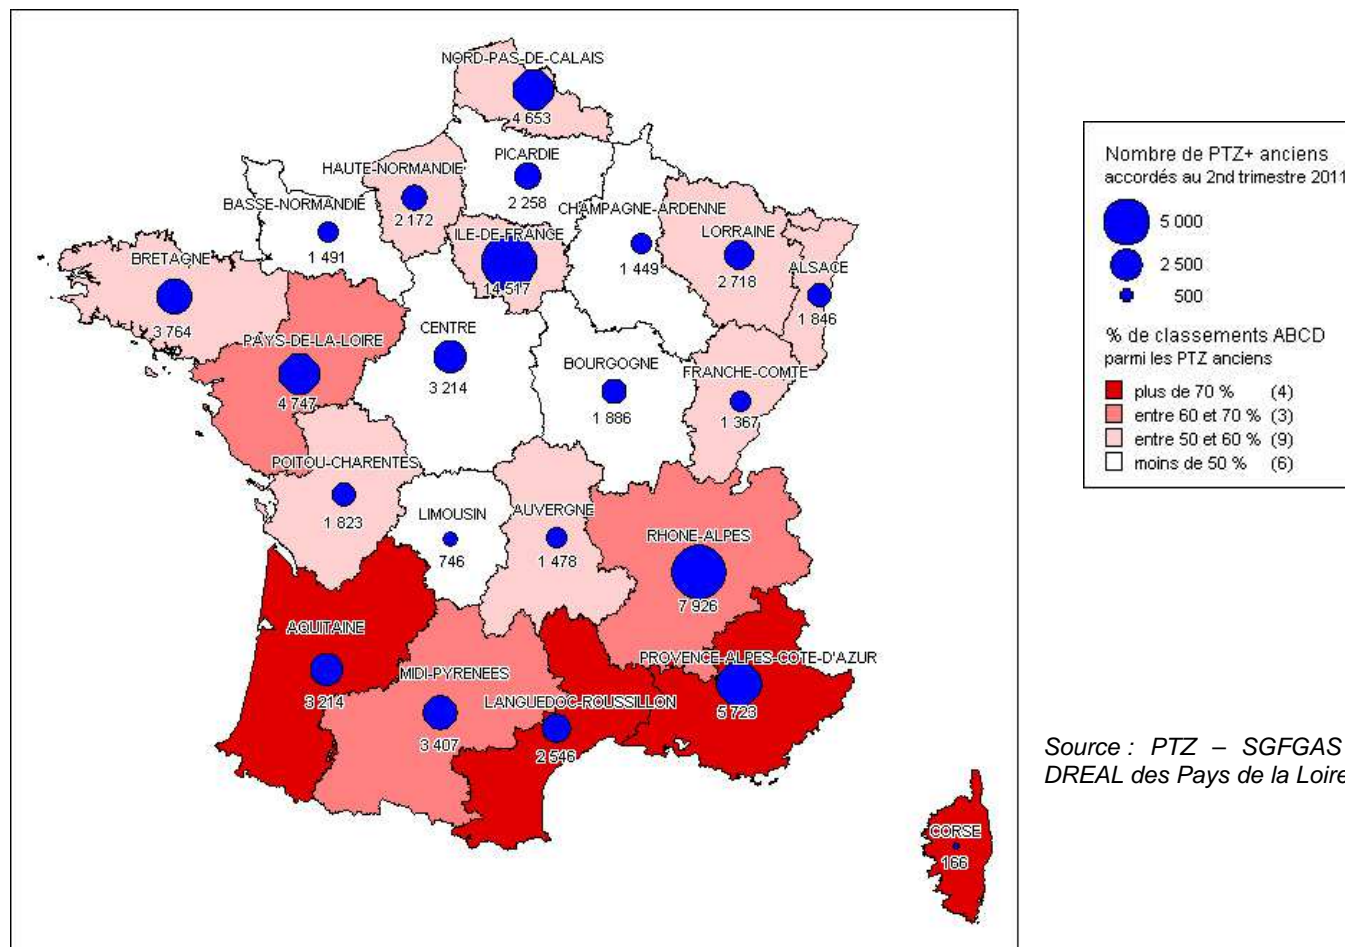 NORD-PAS-DE-CALAIS
4 653
PICARDIE
2 258
HAUTE-NORMANDIE
2 172
BASSE-NORMANDIE
1 491
CHAMPAGNE-ARDENNE
1 449
ILE-DE-FRANCE
14 517
LORRAINE
2 718
ALSACE
1 846
BRETAGNE
3 764
PAYS-DE-LA-LOIRE
4 747
CENTRE
3 214
BOURGOGNE
1 886
FRANCHE-COMTE
1 367
POITOU-CHARENTES
1 823
LIMOUSIN
746
AUVERGNE
1 478
RHONE-ALPES
7 926
AQUITAINE
3 214
MIDI-PYRENEES
3 407
LANGUEDOC-ROUSSILLON
2 546
PROVENCE-ALPES-COTE-D'AZUR
5 723
CORSE
166
Nombre de PTZ+ anciens
accordés au 2nd trimestre 2011
5 000
2 500
500
% de classements ABCD
parmi les PTZ anciens
plus de 70 % (4)
entre 60 et 70 % (3)
entre 50 et 60 % (9)
moins de 50 % (6)
Source : PTZ – SGFGAS
DREAL des Pays de la Loire